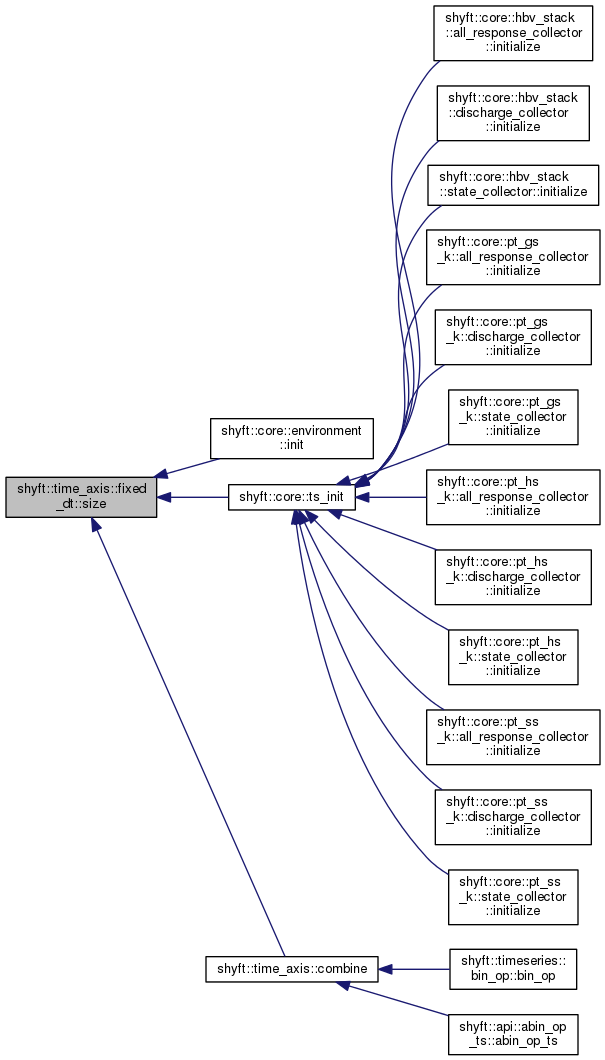 shyft::core::hbv_stack
::all_response_collector
::initialize
shyft::core::hbv_stack
::discharge_collector
::initialize
shyft::core::hbv_stack
::state_collector::initialize
shyft::core::pt_gs
_k::all_response_collector
::initialize
shyft::core::pt_gs
_k::discharge_collector
::initialize
shyft::core::pt_gs
_k::state_collector
::initialize
shyft::core::environment
::init
shyft::time_axis::fixed
_dt::size
shyft::core::ts_init
shyft::core::pt_hs
_k::all_response_collector
::initialize
shyft::core::pt_hs
_k::discharge_collector
::initialize
shyft::core::pt_hs
_k::state_collector
::initialize
shyft::core::pt_ss
_k::all_response_collector
::initialize
shyft::core::pt_ss
_k::discharge_collector
::initialize
shyft::core::pt_ss
_k::state_collector
::initialize
shyft::time_axis::combine
shyft::timeseries::
bin_op::bin_op
shyft::api::abin_op
_ts::abin_op_ts